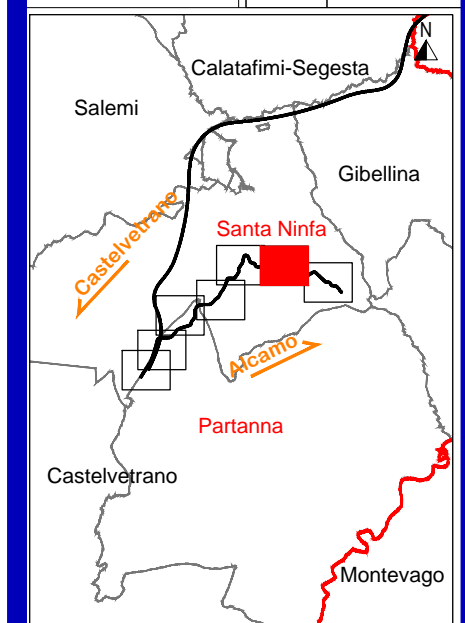 N
Calatafimi-Segesta
Salemi
Gibellina
Castelvetrano
Santa Ninfa
Alcamo
Partanna
Castelvetrano
Montevago